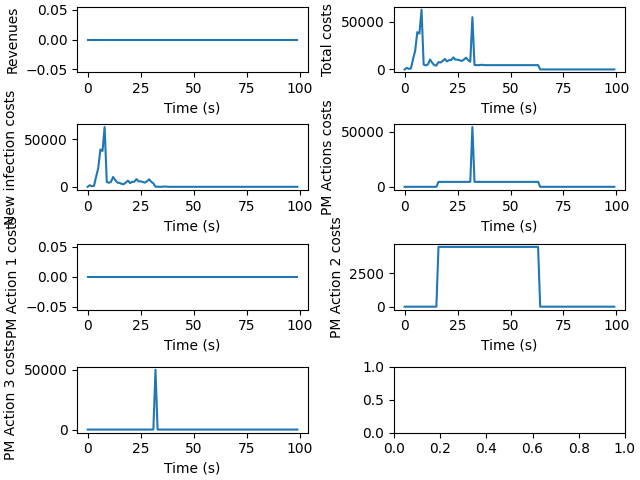 Revenues
0.05
0.00
−0.05
0 25 50 75 100
Time (s)
Total costs
50000
0
0 25 50 75 100
Time (s)
New infection costs
50000
0
0 25 50 75 100
Time (s)
PM Actions costs
50000
0
0 25 50 75 100
Time (s)
PM Action 1 costs
0.05
0.00
−0.05
0 25 50 75 100
Time (s)
PM Action 2 costs
2500
0
0 25 50 75 100
Time (s)
PM Action 3 costs
50000
0
0 25 50 75 100
Time (s)
1.0
0.5
0.0
0.0 0.2 0.4 0.6 0.8 1.0